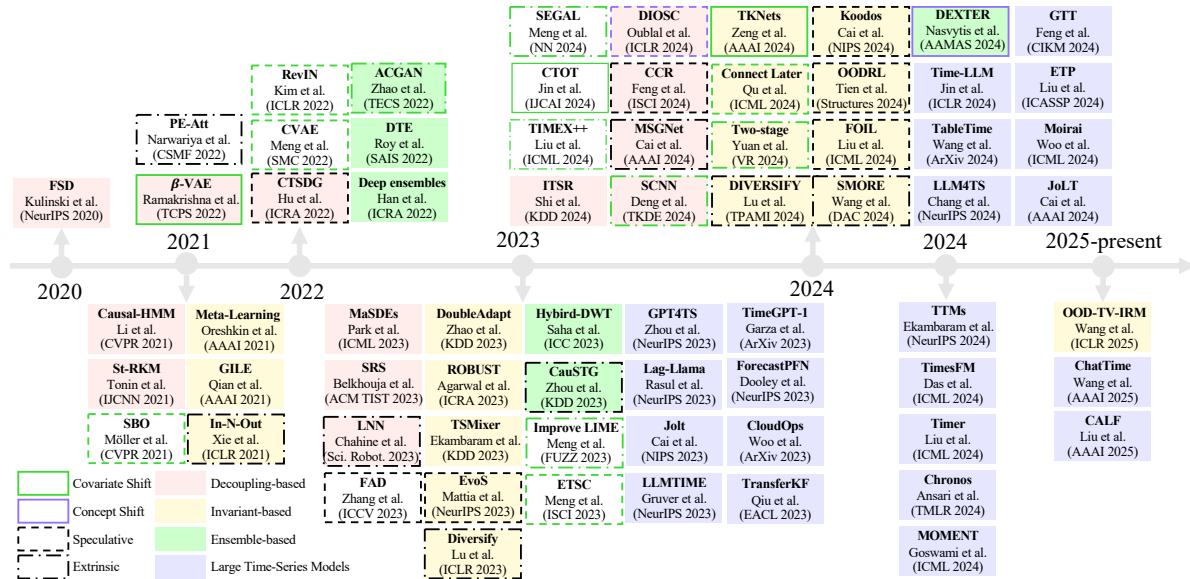 SEGAL
Meng et al.
(NN 2024)
DIOSC
Oublal et al.
(ICLR 2024)
TKNets
Zeng et al.
(AAAI 2024)
Koodos
Cai et al.
(NIPS 2024)
DEXTER
Nasvytis et al.
(AAMAS 2024)
GTT
Feng et al.
(CIKM 2024)
RevIN
Kim et al.
(ICLR 2022)
ACGAN
Zhao et al.
(TECS 2022)
CTOT
Jin et al.
(IJCAI 2024)
CCR
Feng et al.
(ISCI 2024)
Connect Later
Qu et al.
(ICML 2024)
OODRL
Tien et al.
(Structures 2024)
Time-LLM
Jin et al.
(ICLR 2024)
ETP
Liu et al.
(ICASSP 2024)
PE-Att
Narwariya et al.
(CSMF 2022)
CVAE
Meng et al.
(SMC 2022)
DTE
Roy et al.
(SAIS 2022)
TIMEX++
Liu et al.
(ICML 2024)
MSGNet
Cai et al.
(AAAI 2024)
Two-stage
Yuan et al.
(VR 2024)
FOIL
Liu et al.
(ICML 2024)
TableTime
Wang et al.
(ArXiv 2024)
Moirai
Woo et al.
(ICML 2024)
FSD
Kulinski et al.
(NeurIPS 2020)
β-VAE
Ramakrishna et al.
(TCPS 2022)
CTSDG
Hu et al.
(ICRA 2022)
Deep ensembles
Han et al.
(ICRA 2022)
ITSR
Shi et al.
(KDD 2024)
SCNN
Deng et al.
(TKDE 2024)
DIVERSIFY
Lu et al.
(TPAMI 2024)
SMORE
Wang et al.
(DAC 2024)
LLM4TS
Chang et al.
(NeurIPS 2024)
JoLT
Cai et al.
(AAAI 2024)
2021
2023
2024
2025-present
2020
2022
2024
Causal-HMM
Li et al.
(CVPR 2021)
Meta-Learning
Oreshkin et al.
(AAAI 2021)
MaSDEs
Park et al.
(ICML 2023)
DoubleAdapt
Zhao et al.
(KDD 2023)
Hybird-DWT
Saha et al.
(ICC 2023)
GPT4TS
Zhou et al.
(NeurIPS 2023)
TimeGPT-1
Garza et al.
(ArXiv 2023)
TTMs
Ekambaram et al.
(NeurIPS 2024)
OOD-TV-IRM
Wang et al.
(ICLR 2025)
St-RKM
Tonin et al.
(IJCNN 2021)
GILE
Qian et al.
(AAAI 2021)
SRS
Belkhouja et al.
(ACM TIST 2023)
ROBUST
Agarwal et al.
(ICRA 2023)
CauSTG
Zhou et al.
(KDD 2023)
Lag-Llama
Rasul et al.
(NeurIPS 2023)
ForecastPFN
Dooley et al.
(NeurIPS 2023)
TimesFM
Das et al.
(ICML 2024)
ChatTime
Wang et al.
(AAAI 2025)
SBO
Möller et al.
(CVPR 2021)
In-N-Out
Xie et al.
(ICLR 2021)
LNN
Chahine et al.
(Sci. Robot. 2023)
TSMixer
Ekambaram et al.
(KDD 2023)
Improve LIME
Meng et al.
(FUZZ 2023)
Jolt
Cai et al.
(NIPS 2023)
CloudOps
Woo et al.
(ArXiv 2023)
Timer
Liu et al.
(ICML 2024)
CALF
Liu et al.
(AAAI 2025)
FAD
Zhang et al.
(ICCV 2023)
EvoS
Mattia et al.
(NeurIPS 2023)
ETSC
Meng et al.
(ISCI 2023)
LLMTIME
Gruver et al.
(NeurIPS 2023)
TransferKF
Qiu et al.
(EACL 2023)
Chronos
Ansari et al.
(TMLR 2024)
Diversify
Lu et al.
(ICLR 2023)
MOMENT
Goswami et al.
(ICML 2024)
Covariate Shift
Decoupling-based
Concept Shift
Invariant-based
Speculative
Ensemble-based
Extrinsic
Large Time-Series Models